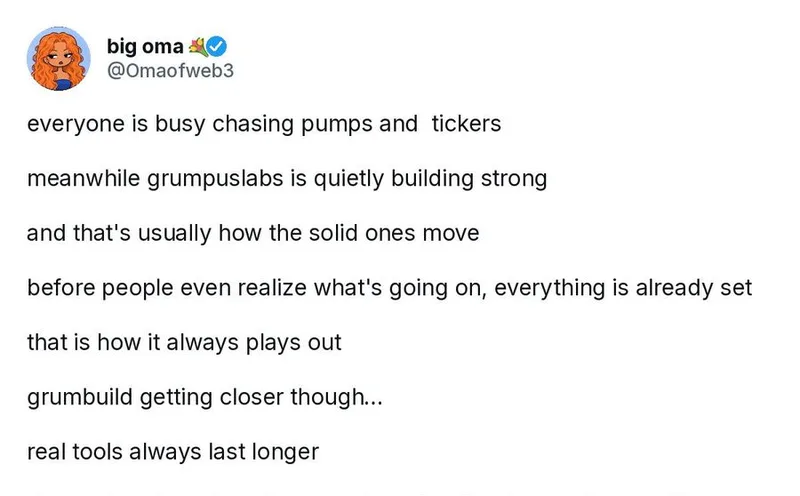 big oma
@Omaofweb3
everyone is busy chasing pumps and  tickers
meanwhile grumpuslabs is quietly building strong
and that's usually how the solid ones move
before people even realize what's going on, everything is already set
that is how it always plays out
grumbuild getting closer though...
real tools always last longer